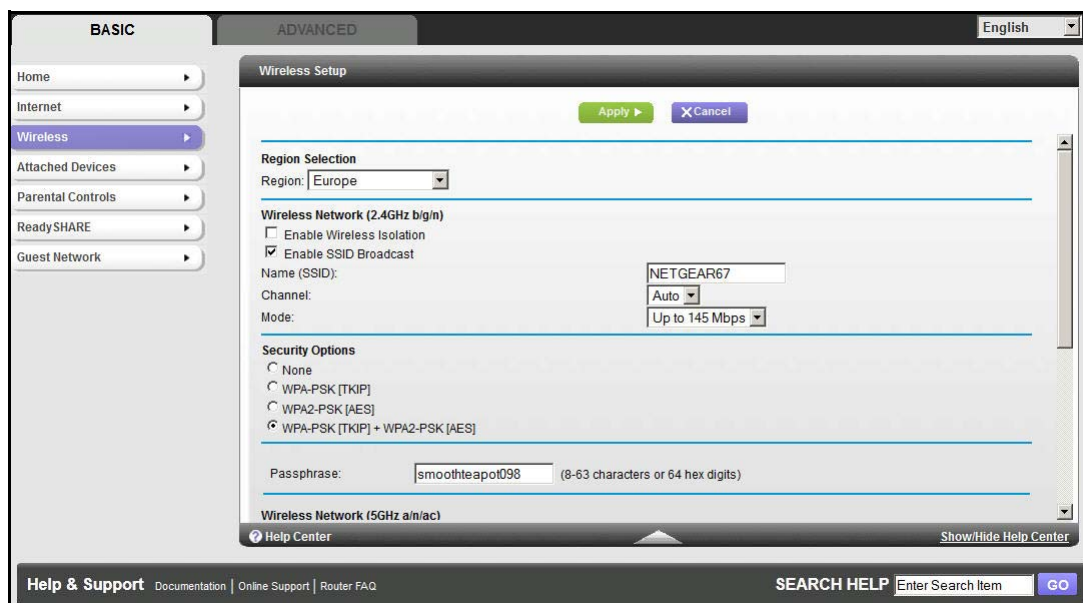 BASIC
ADVANCED
English
Home
Internet
Wireless
Attached Devices
Parental Controls
ReadySHARE
Guest Network
Wireless Setup
Apply
Cancel
Region Selection
Region: Europe
Wireless Network (2.4GHz b/g/n)
Enable Wireless Isolation
Enable SSID Broadcast
Name (SSID): NETGEAR67
Channel: Auto
Mode: Up to 145 Mbps
Security Options
None
WPA-PSK [TKIP]
WPA2-PSK [AES]
WPA-PSK [TKIP] + WPA2-PSK [AES]
Passphrase: smoothteapot098 (8-63 characters or 64 hex digits)
Wireless Network (5GHz a/n/ac)
Help Center
Show/Hide Help Center
Help & Support Documentation | Online Support | Router FAQ
SEARCH HELP Enter Search Item GO